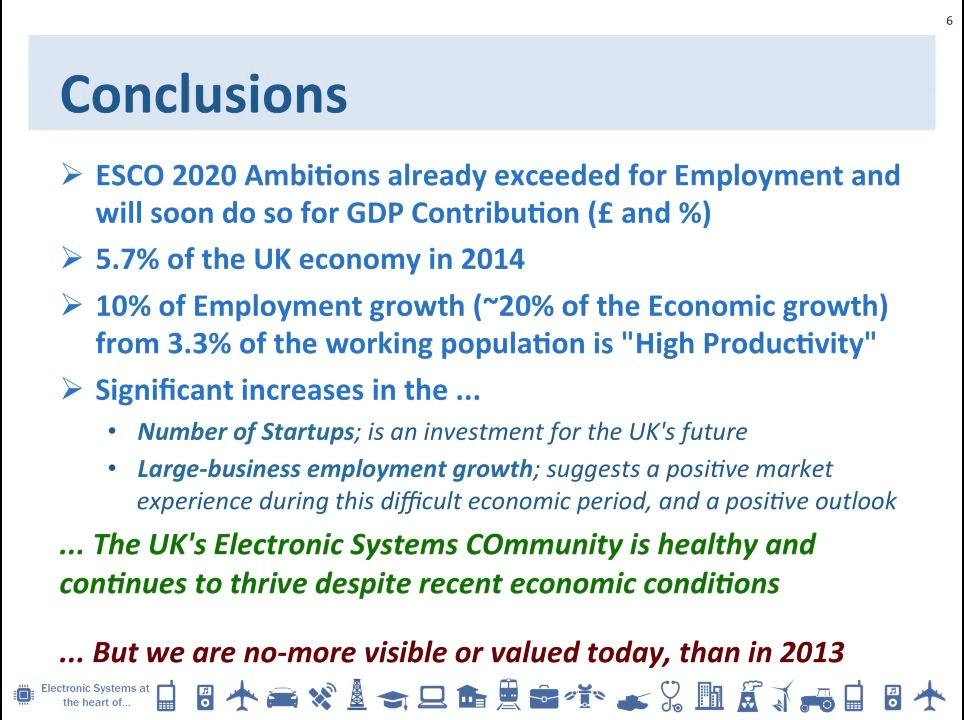 6
Conclusions
ESCO 2020 Ambitions already exceeded for Employment and
will soon do so for GDP Contribution (£ and %)
5.7% of the UK economy in 2014
10% of Employment growth (~20% of the Economic growth)
from 3.3% of the working population is "High Productivity"
Significant increases in the ...
• Number of Startups; is an investment for the UK's future
• Large-business employment growth; suggests a positive market
experience during this difficult economic period, and a positive outlook
... The UK's Electronic Systems COmmunity is healthy and
continues to thrive despite recent economic conditions
... But we are no-more visible or valued today, than in 2013
Electronic Systems at
the heart of...